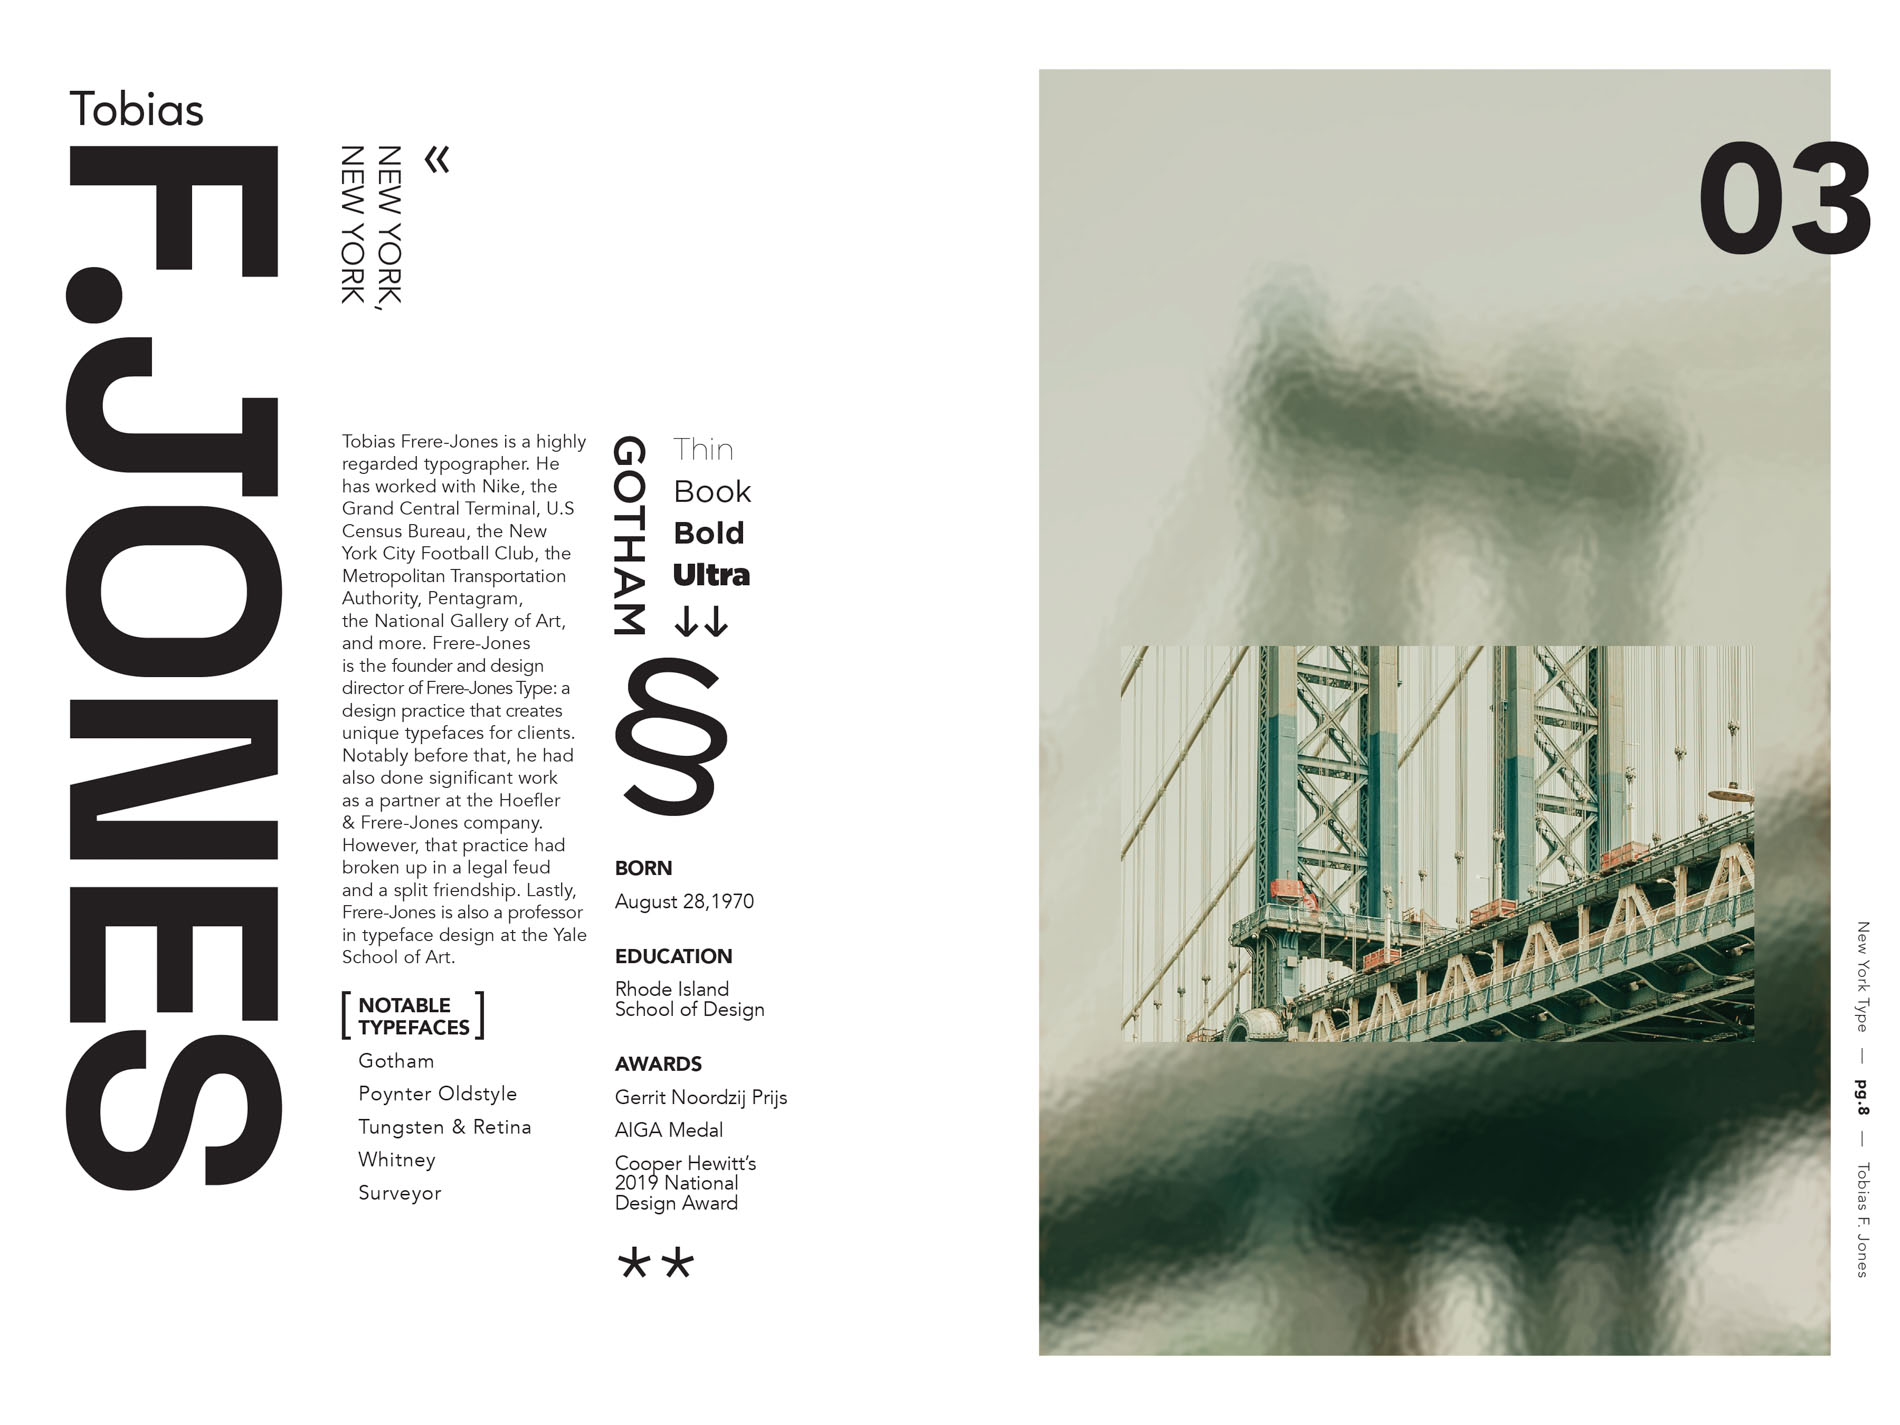 Tobias
F.JONES
NEW YORK,
NEW YORK
«
Tobias Frere-Jones is a highly
regarded typographer. He
has worked with Nike, the
Grand Central Terminal, U.S
Census Bureau, the New
York City Football Club, the
Metropolitan Transportation
Authority, Pentagram,
the National Gallery of Art,
and more. Frere-Jones
is the founder and design
director of Frere-Jones Type: a
design practice that creates
unique typefaces for clients.
Notably before that, he had
also done significant work
as a partner at the Hoefler
& Frere-Jones company.
However, that practice had
broken up in a legal feud
and a split friendship. Lastly,
Frere-Jones is also a professor
in typeface design at the Yale
School of Art.
[NOTABLE
TYPEFACES]
Gotham
Poynter Oldstyle
Tungsten & Retina
Whitney
Surveyor
GOTHAM
Thin
Book
Bold
Ultra
↓↓
§
BORN
August 28,1970
EDUCATION
Rhode Island
School of Design
AWARDS
Gerrit Noordzij Prijs
AIGA Medal
Cooper Hewitt’s
2019 National
Design Award
**
03
New York Type — pg.8 — Tobias F. Jones